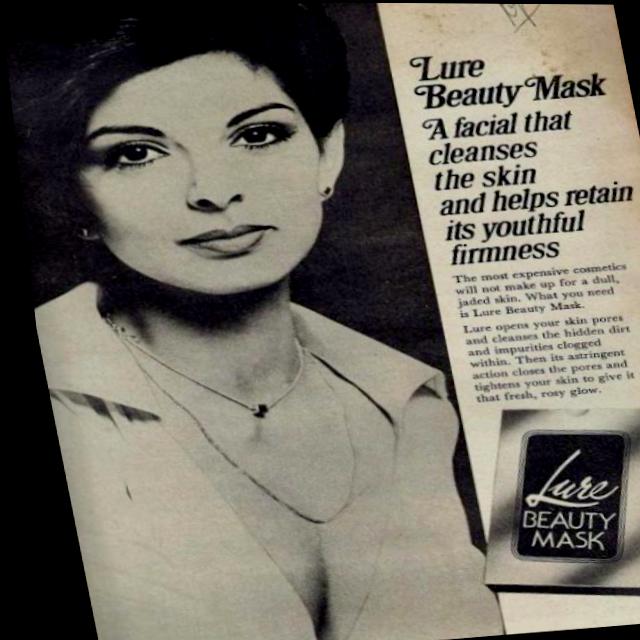 Lure
Beauty Mask
A facial that
cleanses
the skin
and helps retain
its youthful
firmness
The most expensive cosmetics
will not make up for a dull,
jaded skin. What you need
is Lure Beauty Mask.
Lure opens your skin pores
and cleanses the hidden dirt
and impurities clogged
within. Then its astringent
action closes the pores and
tightens your skin to give it
that fresh, rosy glow.
Lure
BEAUTY
MASK